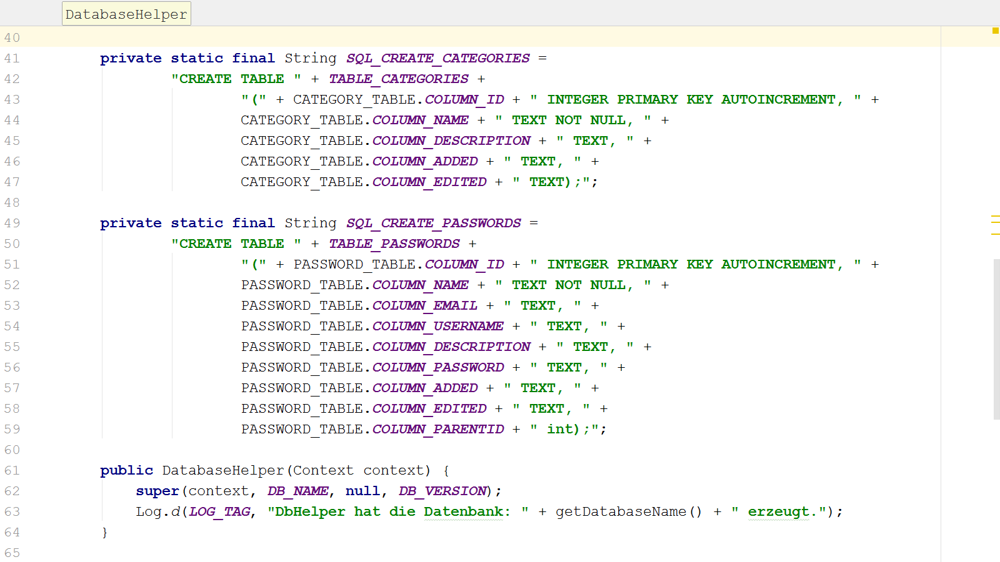 DatabaseHelper
40
41 private static final String SQL_CREATE_CATEGORIES =
42 "CREATE TABLE " + TABLE_CATEGORIES +
43 "(" + CATEGORY_TABLE.COLUMN_ID + " INTEGER PRIMARY KEY AUTOINCREMENT, " +
44 CATEGORY_TABLE.COLUMN_NAME + " TEXT NOT NULL, " +
45 CATEGORY_TABLE.COLUMN_DESCRIPTION + " TEXT, " +
46 CATEGORY_TABLE.COLUMN_ADDED + " TEXT, " +
47 CATEGORY_TABLE.COLUMN_EDITED + " TEXT);";
48
49 private static final String SQL_CREATE_PASSWORDS =
50 "CREATE TABLE " + TABLE_PASSWORDS +
51 "(" + PASSWORD_TABLE.COLUMN_ID + " INTEGER PRIMARY KEY AUTOINCREMENT, " +
52 PASSWORD_TABLE.COLUMN_NAME + " TEXT NOT NULL, " +
53 PASSWORD_TABLE.COLUMN_EMAIL + " TEXT, " +
54 PASSWORD_TABLE.COLUMN_USERNAME + " TEXT, " +
55 PASSWORD_TABLE.COLUMN_DESCRIPTION + " TEXT, " +
56 PASSWORD_TABLE.COLUMN_PASSWORD + " TEXT, " +
57 PASSWORD_TABLE.COLUMN_ADDED + " TEXT, " +
58 PASSWORD_TABLE.COLUMN_EDITED + " TEXT, " +
59 PASSWORD_TABLE.COLUMN_PARENTID + " int);";
60
61 public DatabaseHelper(Context context) {
62 super(context, DB_NAME, null, DB_VERSION);
63 Log.d(LOG_TAG, "DbHelper hat die Datenbank: " + getDatabaseName() + " erzeugt.");
64 }
65